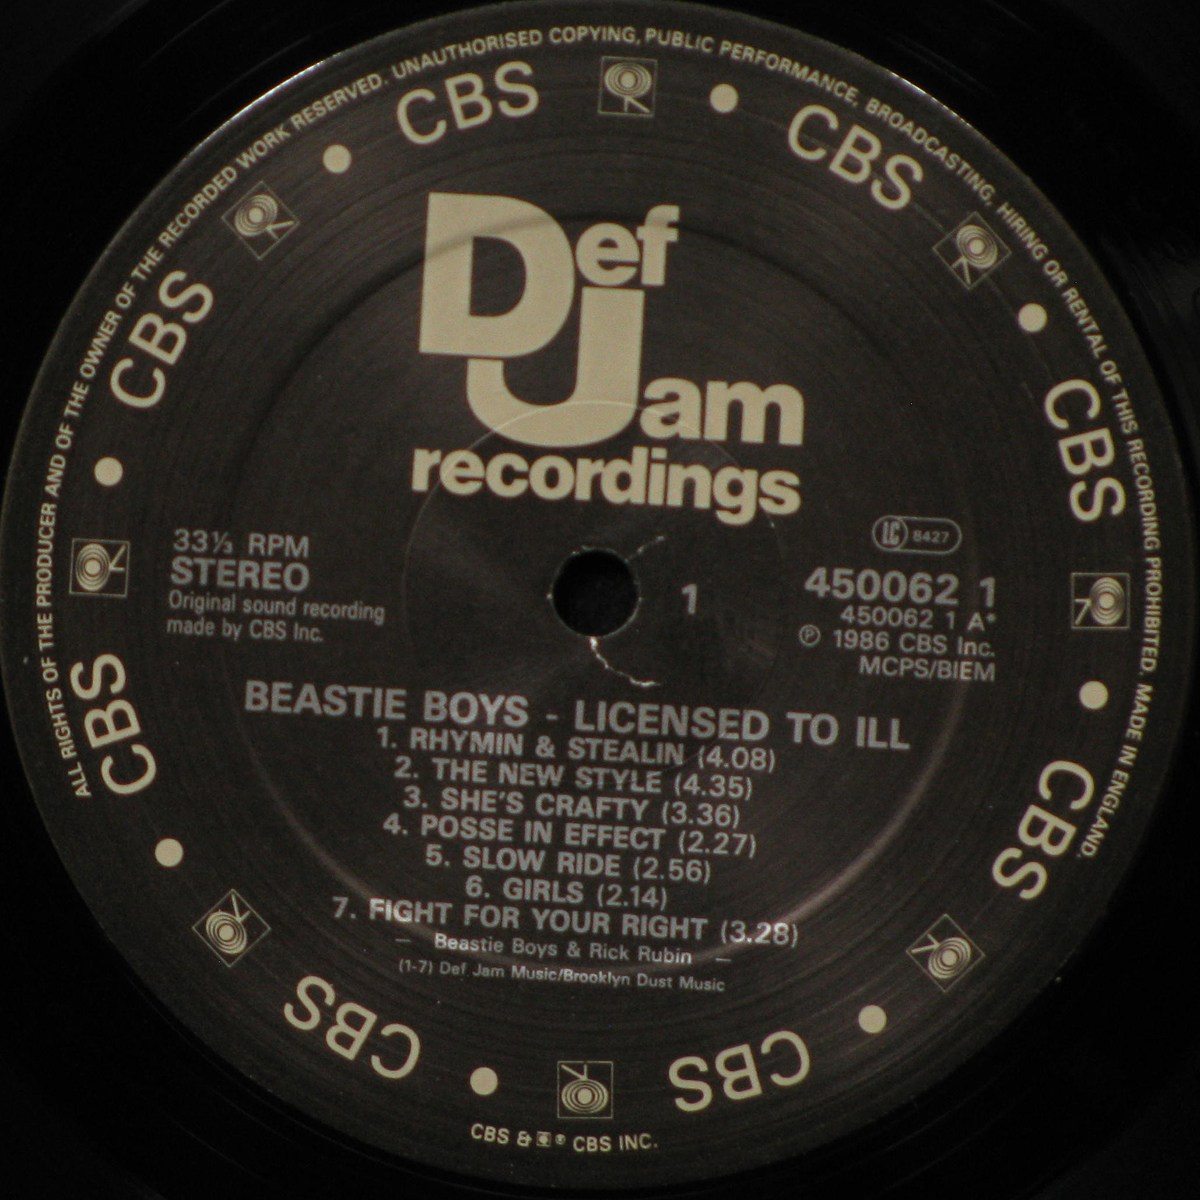 ALL RIGHTS OF THE PRODUCER AND OF THE OWNER OF THE RECORDED WORK RESERVED. UNAUTHORISED COPYING, PUBLIC PERFORMANCE, BROADCASTING, HIRING OR RENTAL OF THIS RECORDING PROHIBITED. MADE IN ENGLAND.
CBS
CBS
CBS
CBS
CBS
CBS
CBS
CBS
Def
Jam
recordings
33⅓ RPM
STEREO
Original sound recording
made by CBS Inc.
1
LC 8427
450062 1
450062 1 A*
℗ 1986 CBS Inc.
MCPS/BIEM
BEASTIE BOYS - LICENSED TO ILL
1. RHYMIN & STEALIN (4.08)
2. THE NEW STYLE (4.35)
3. SHE'S CRAFTY (3.36)
4. POSSE IN EFFECT (2.27)
5. SLOW RIDE (2.56)
6. GIRLS (2.14)
7. FIGHT FOR YOUR RIGHT (3.28)
— Beastie Boys & Rick Rubin —
(1-7) Def Jam Music/Brooklyn Dust Music
CBS & ® CBS INC.